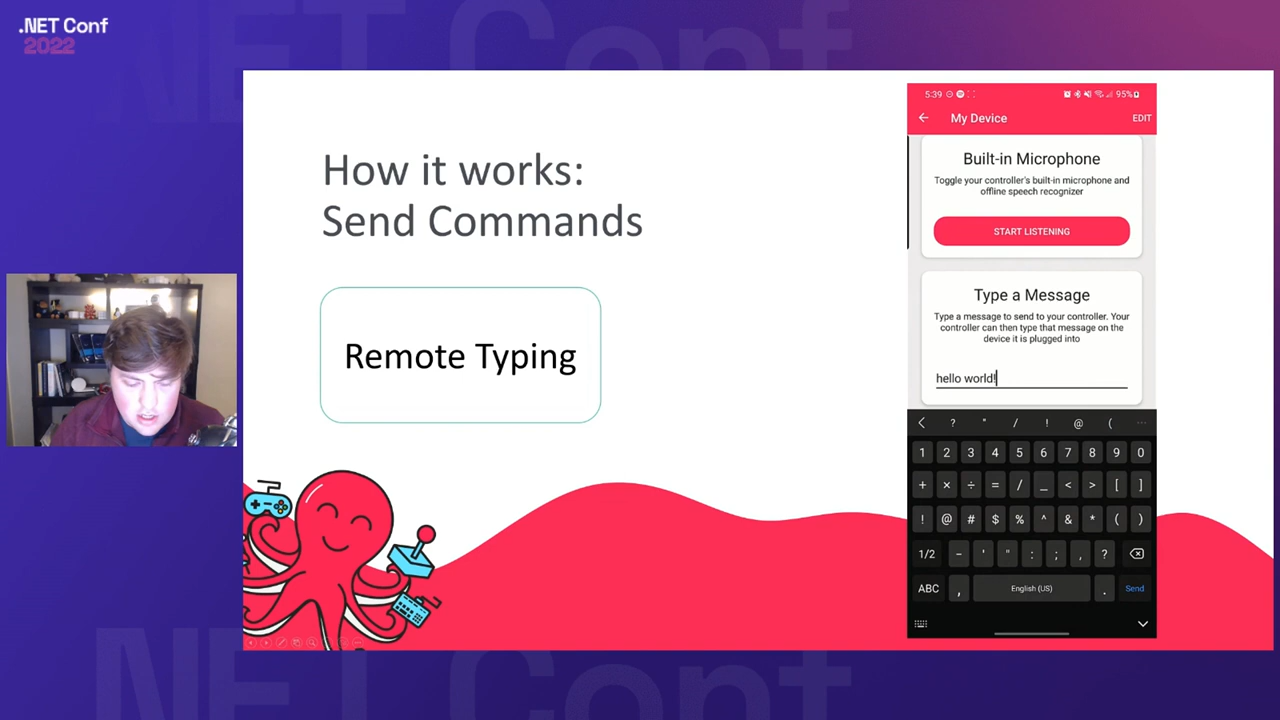 .NET Conf
2022
How it works:
Send Commands
Remote Typing
5:39
95%
My Device
EDIT
Built-in Microphone
Toggle your controller's built-in microphone and
offline speech recognizer
START LISTENING
Type a Message
Type a message to send to your controller. Your
controller can then type that message on the
device it is plugged into
hello world!
? " / ! @ (
1 2 3 4 5 6 7 8 9 0
+ × ÷ = / _ < > [ ]
! @ # $ % ^ & * ( )
1/2 - ' " : ; , ?
ABC , English (US) . Send